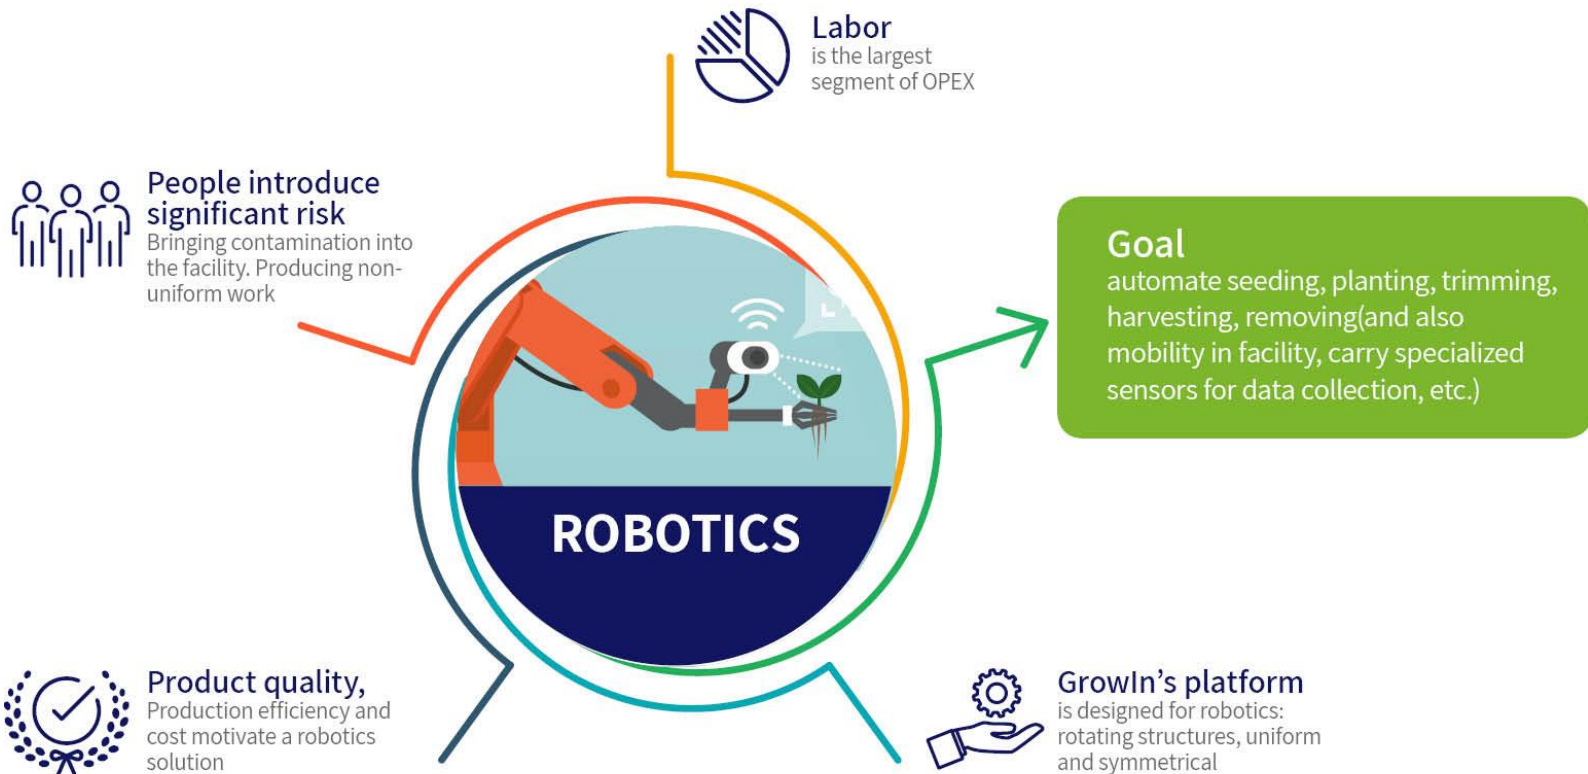 Labor
is the largest
segment of OPEX
People introduce
significant risk
Bringing contamination into
the facility. Producing non-
uniform work
Goal
automate seeding, planting, trimming,
harvesting, removing(and also
mobility in facility, carry specialized
sensors for data collection, etc.)
ROBOTICS
Product quality,
Production efficiency and
cost motivate a robotics
solution
GrowIn’s platform
is designed for robotics:
rotating structures, uniform
and symmetrical